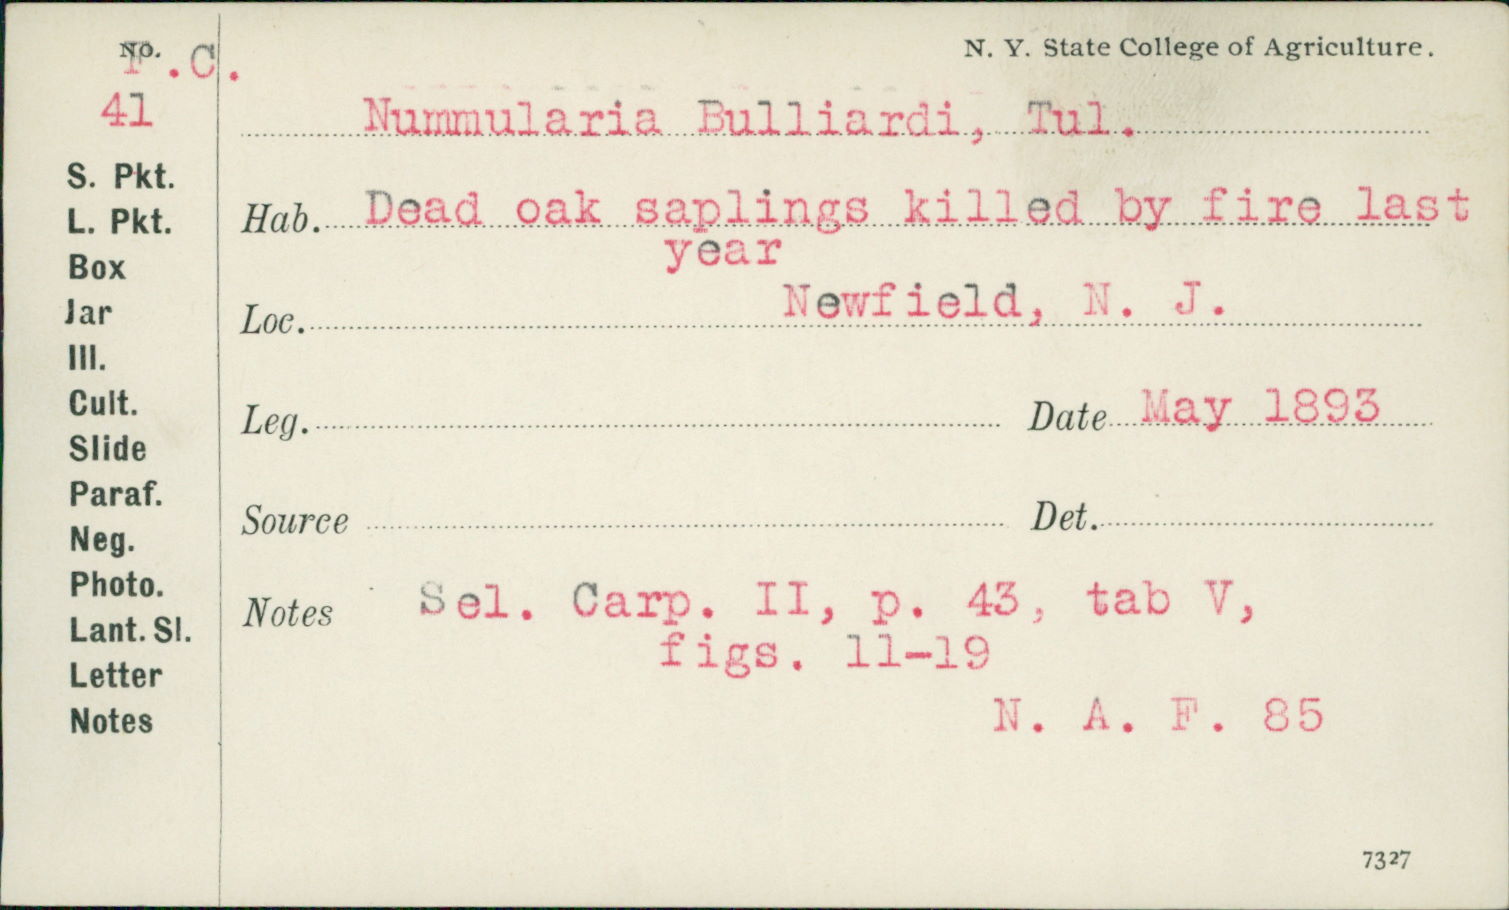 No.
F.C.
41
N. Y. State College of Agriculture.
Nummularia Bulliardi, Tul.
S. Pkt.
L. Pkt.
Box
Jar
Ill.
Cult.
Slide
Paraf.
Neg.
Photo.
Lant. Sl.
Letter
Notes
Hab. Dead oak saplings killed by fire last
year
Loc. Newfield, N. J.
Leg. Date May 1893
Source Det.
Notes Sel. Carp. II, p. 43, tab V,
figs. 11-19
N. A. F. 85
7327